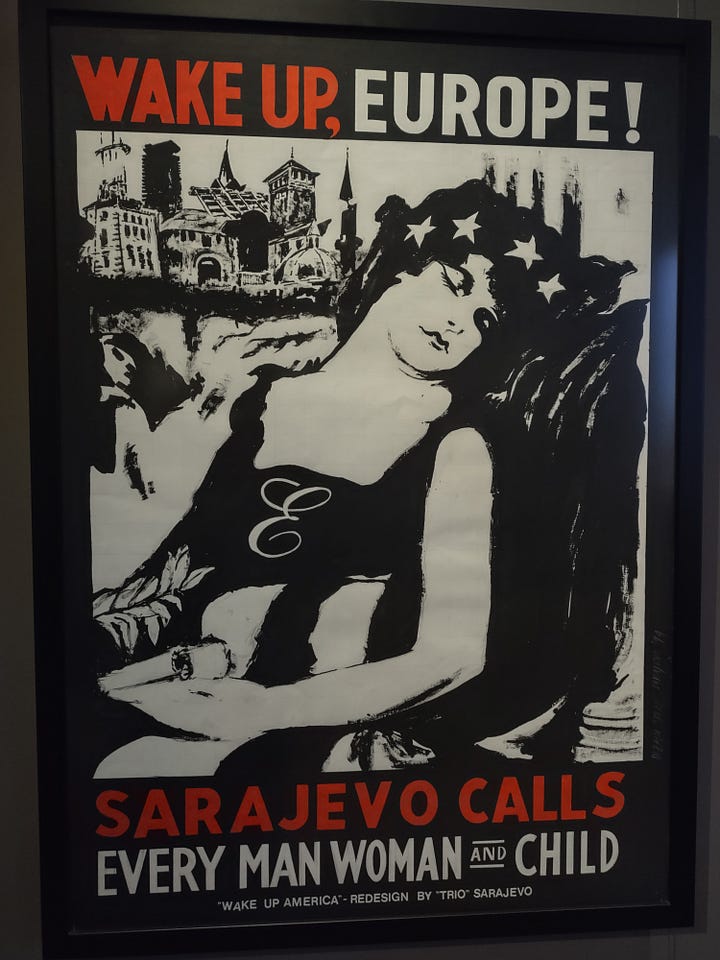 WAKE UP, EUROPE!
E
SARAJEVO CALLS
EVERY MAN WOMAN AND CHILD
"WAKE UP AMERICA" - REDESIGN BY "TRIO" SARAJEVO